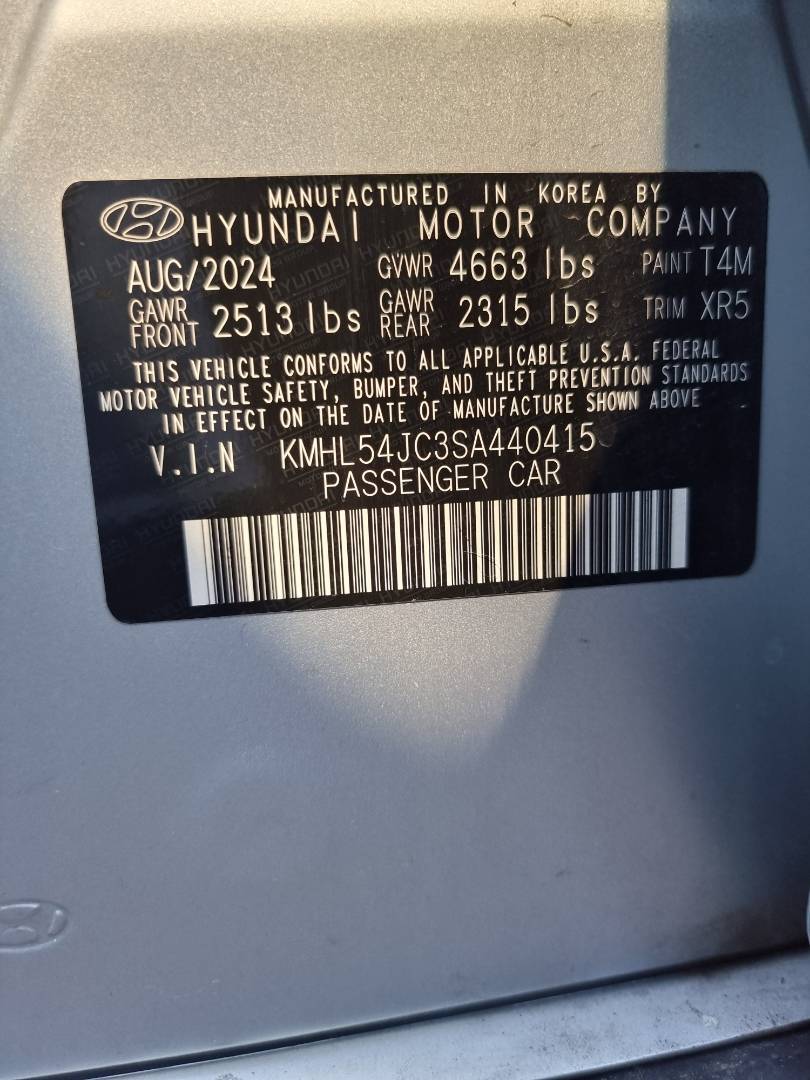 MANUFACTURED IN KOREA BY
HYUNDAI MOTOR COMPANY
AUG/2024 GVWR 4663 lbs PAINT T4M
GAWR FRONT 2513 lbs GAWR REAR 2315 lbs TRIM XR5
THIS VEHICLE CONFORMS TO ALL APPLICABLE U.S.A. FEDERAL
MOTOR VEHICLE SAFETY, BUMPER, AND THEFT PREVENTION STANDARDS
IN EFFECT ON THE DATE OF MANUFACTURE SHOWN ABOVE
V.I.N KMHL54JC3SA440415
PASSENGER CAR